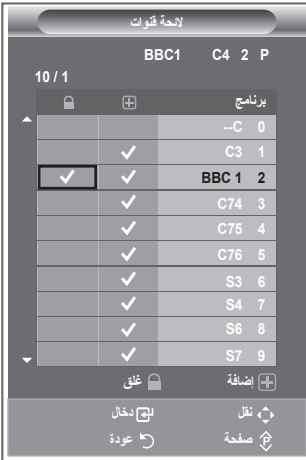 لائحة قنوات
P 2 C4 BBC1
10 / 1
برنامج
0 C--
1 C3
2 BBC 1
3 C74
4 C75
5 C76
6 S3
7 S4
8 S6
9 S7
إضافة غلق
نقل دخال
صفحة عودة